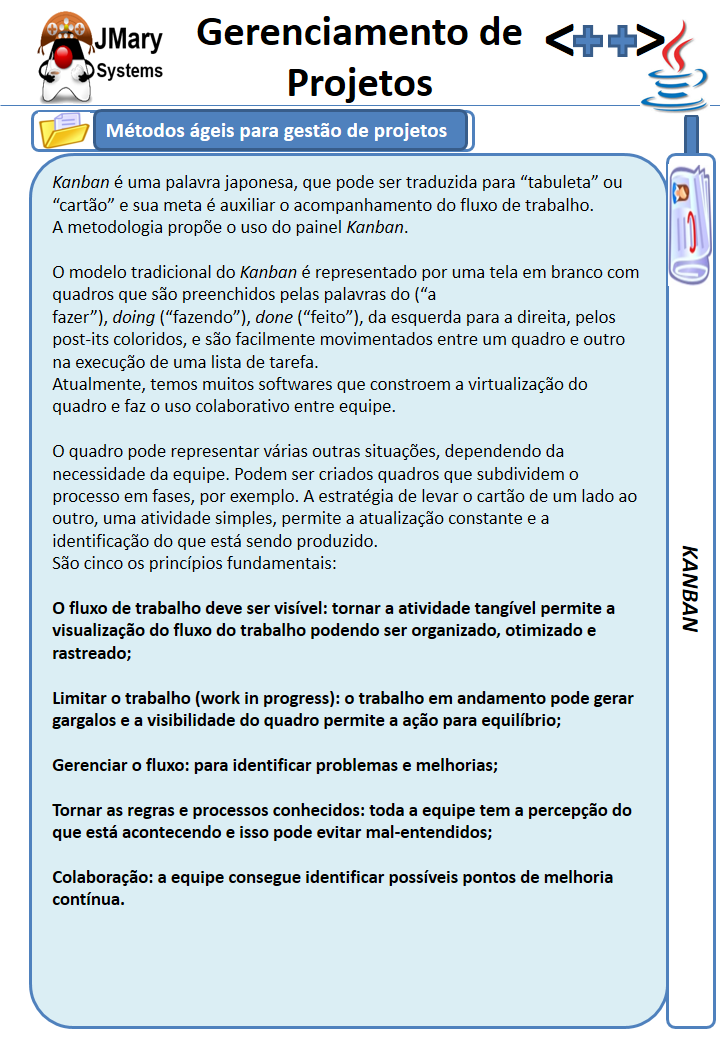 JMary
Systems
Gerenciamento de
Projetos
<++>
Métodos ágeis para gestão de projetos
Kanban é uma palavra japonesa, que pode ser traduzida para “tabuleta” ou
“cartão” e sua meta é auxiliar o acompanhamento do fluxo de trabalho.
A metodologia propõe o uso do painel Kanban.
O modelo tradicional do Kanban é representado por uma tela em branco com
quadros que são preenchidos pelas palavras do (“a
fazer”), doing (“fazendo”), done (“feito”), da esquerda para a direita, pelos
post-its coloridos, e são facilmente movimentados entre um quadro e outro
na execução de uma lista de tarefa.
Atualmente, temos muitos softwares que constroem a virtualização do
quadro e faz o uso colaborativo entre equipe.
O quadro pode representar várias outras situações, dependendo da
necessidade da equipe. Podem ser criados quadros que subdividem o
processo em fases, por exemplo. A estratégia de levar o cartão de um lado ao
outro, uma atividade simples, permite a atualização constante e a
identificação do que está sendo produzido.
São cinco os princípios fundamentais:
O fluxo de trabalho deve ser visível: tornar a atividade tangível permite a
visualização do fluxo do trabalho podendo ser organizado, otimizado e
rastreado;
Limitar o trabalho (work in progress): o trabalho em andamento pode gerar
gargalos e a visibilidade do quadro permite a ação para equilíbrio;
Gerenciar o fluxo: para identificar problemas e melhorias;
Tornar as regras e processos conhecidos: toda a equipe tem a percepção do
que está acontecendo e isso pode evitar mal-entendidos;
Colaboração: a equipe consegue identificar possíveis pontos de melhoria
contínua.
KANBAN